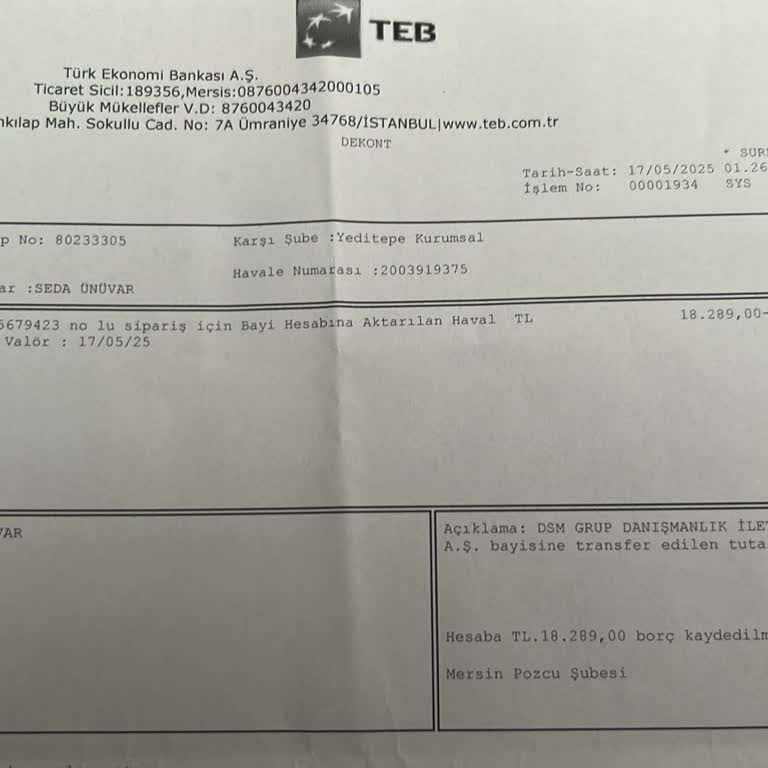 TEB
Türk Ekonomi Bankası A.Ş.
Ticaret Sicil:189356,Mersis:0876004342000105
Büyük Mükellefler V.D: 8760043420
nkılap Mah. Sokullu Cad. No: 7A Ümraniye 34768/İSTANBUL|www.teb.com.tr
DEKONT
* SUR
Tarih-Saat: 17/05/2025 01.26
İşlem No: 00001934 SYS
p No: 80233305 Karşı Şube :Yeditepe Kurumsal
Havale Numarası :2003919375
ar :SEDA ÜNÜVAR
5679423 no lu sipariş için Bayi Hesabına Aktarılan Haval TL 18.289,00-
Valör : 17/05/25
VAR
Açıklama: DSM GRUP DANIŞMANLIK İLE
A.Ş. bayisine transfer edilen tuta
Hesaba TL.18.289,00 borç kaydedilm
Mersin Pozcu Şubesi